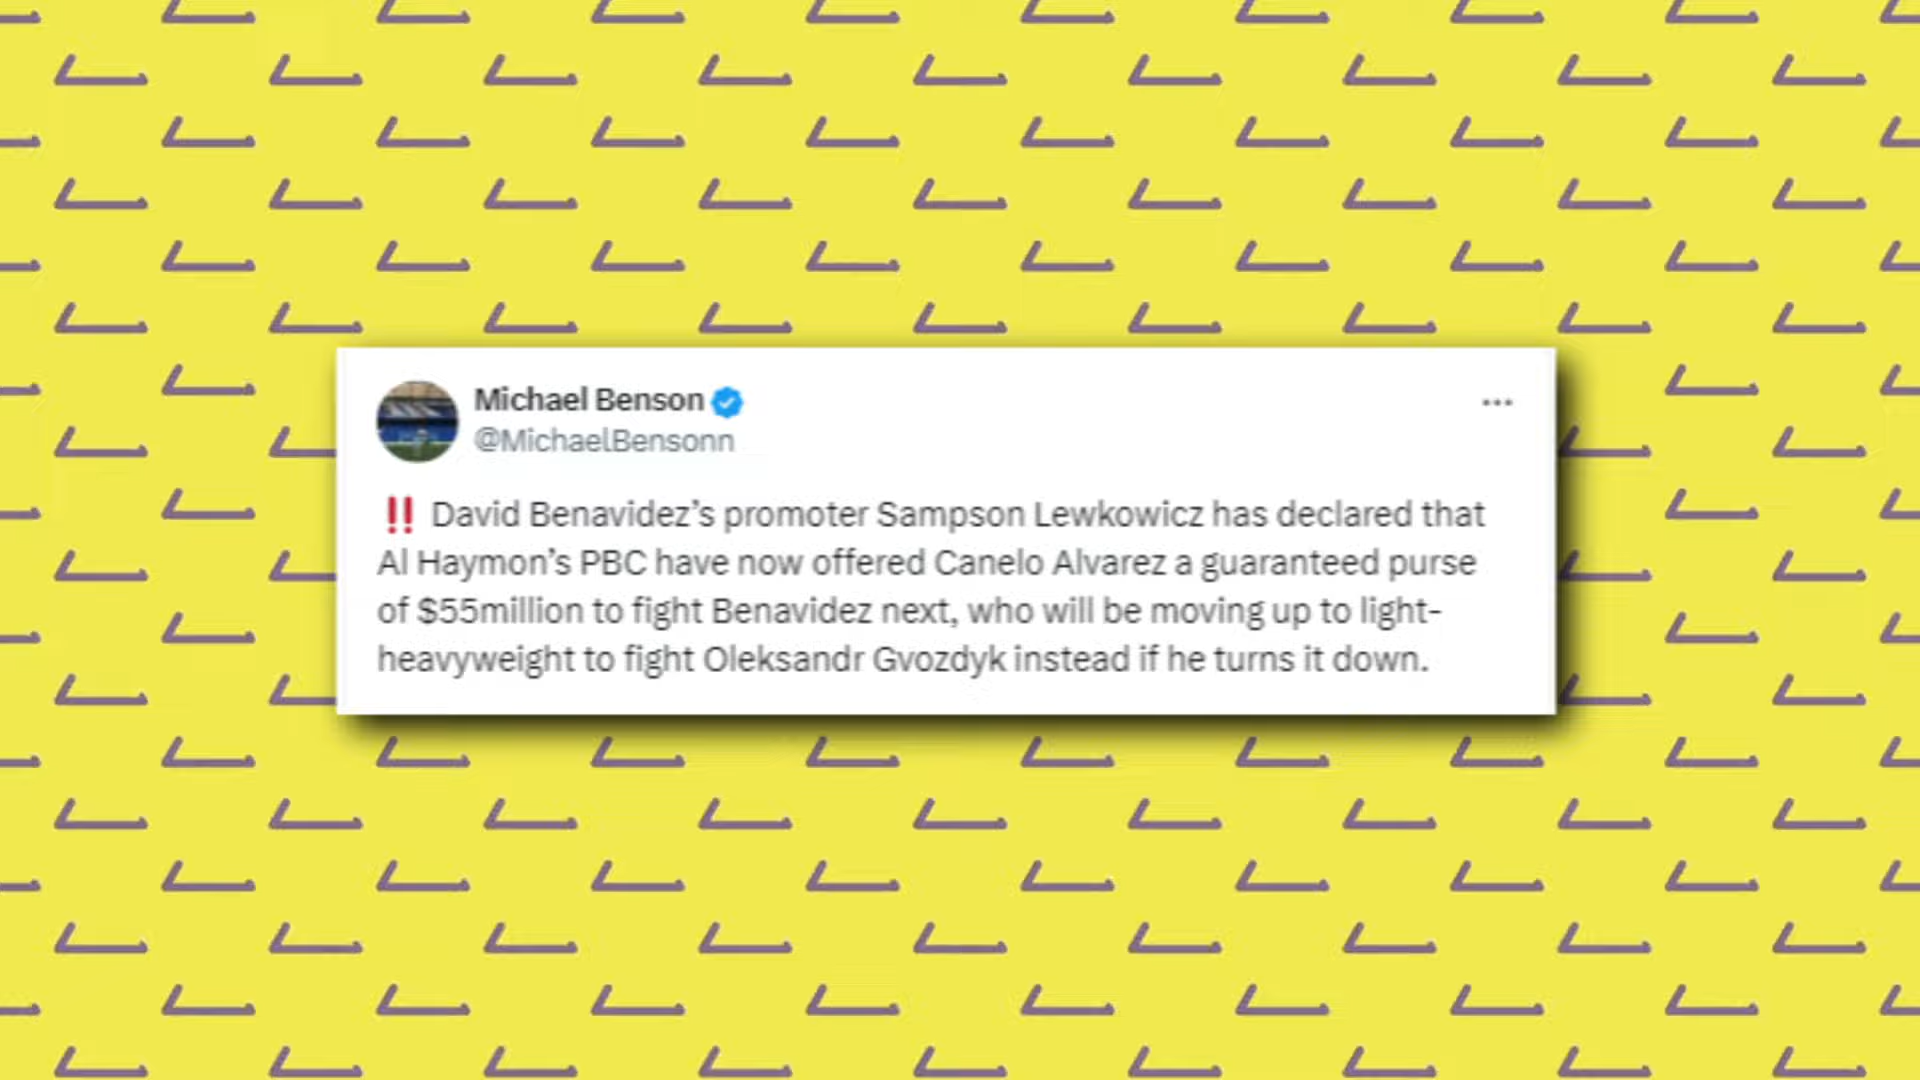 Michael Benson
@MichaelBensonn
‼️ David Benavidez’s promoter Sampson Lewkowicz has declared that
Al Haymon’s PBC have now offered Canelo Alvarez a guaranteed purse
of $55million to fight Benavidez next, who will be moving up to light-
heavyweight to fight Oleksandr Gvozdyk instead if he turns it down.